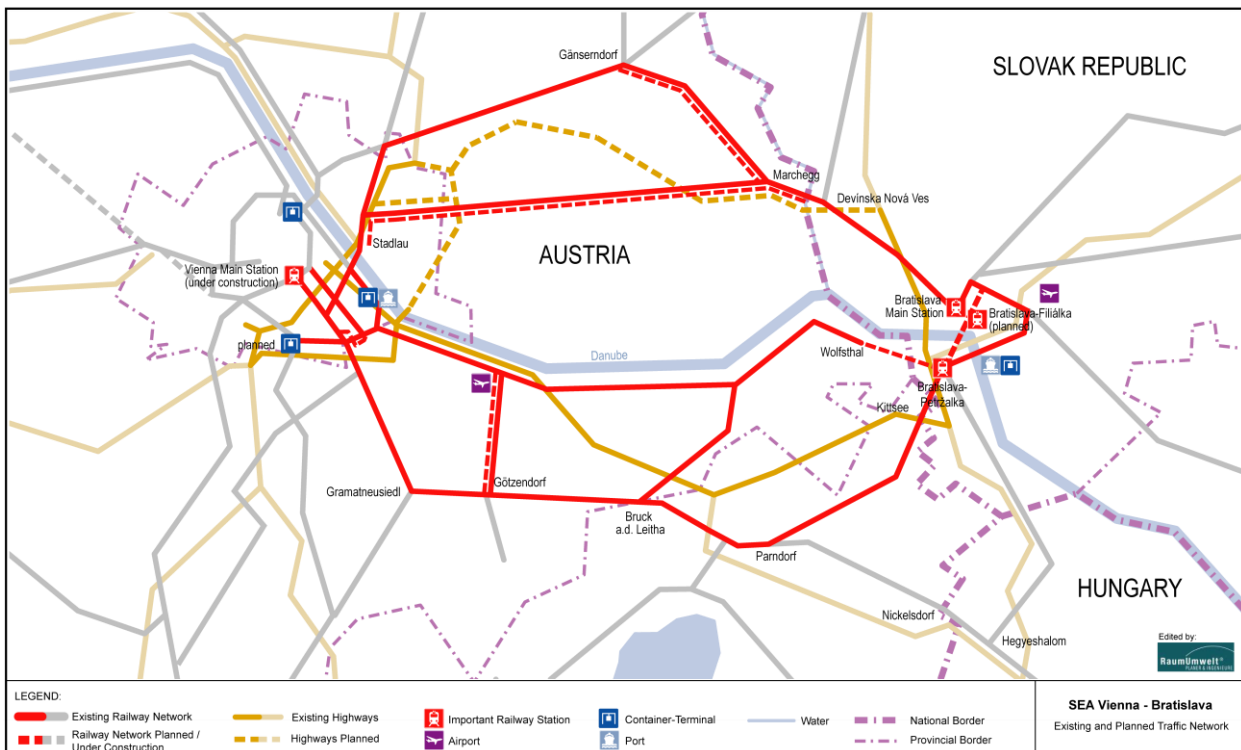 Gänserndorf
SLOVAK REPUBLIC
Marchegg
Devínska Nová Ves
Stadlau
AUSTRIA
Vienna Main Station
(under construction)
Bratislava
Main Station
Bratislava-Filiálka
(planned)
planned
Danube
Wolfsthal
Bratislava-
Petržalka
Kittsee
Gramatneusiedl
Götzendorf
Bruck
a.d. Leitha
Parndorf
HUNGARY
Nickelsdorf
Hegyeshalom
Edited by:
RaumUmwelt®
PLANER & INGENIEURE
LEGEND:
Existing Railway Network
Railway Network Planned /
Under Construction
Existing Highways
Highways Planned
Important Railway Station
Airport
Container-Terminal
Port
Water
National Border
Provincial Border
SEA Vienna - Bratislava
Existing and Planned Traffic Network